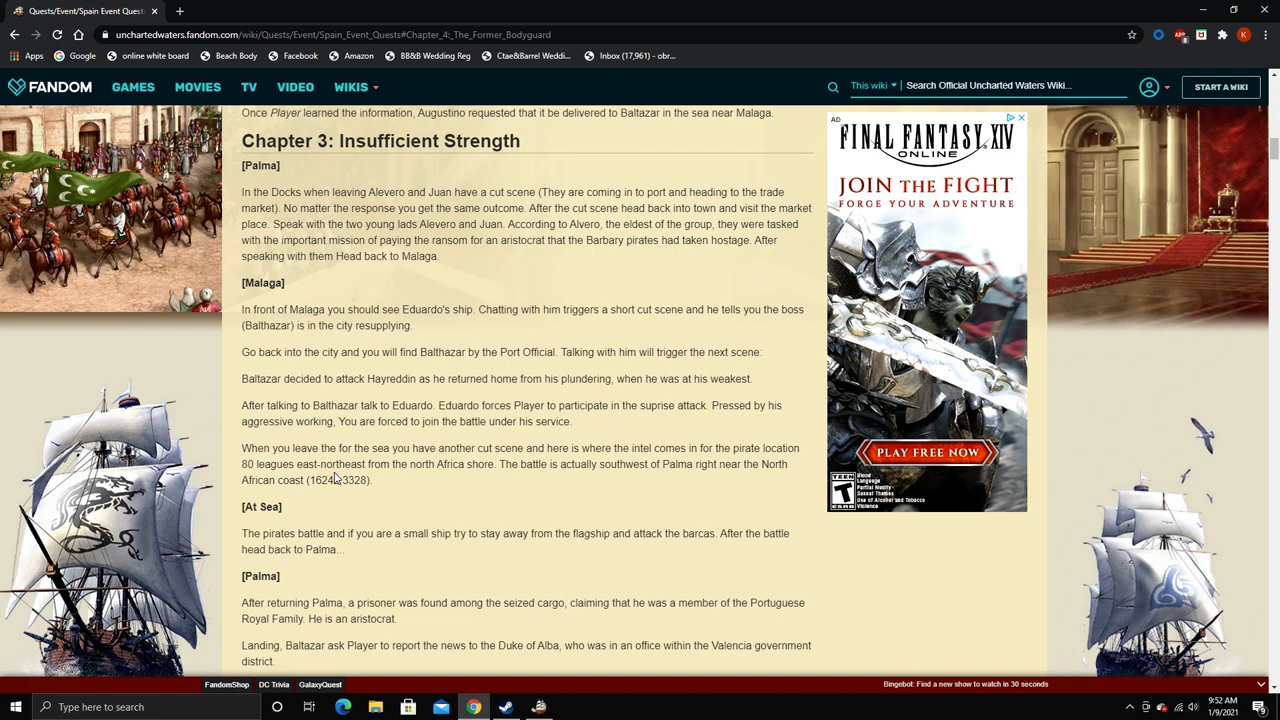 Quests/Event/Spain_Event_Quests
unchartedwaters.fandom.com/wiki/Quests/Event/Spain_Event_Quests#Chapter_4:_The_Former_Bodyguard
K
Apps Google online white board Beach Body Facebook Amazon BB&B Wedding Reg Ctae&Barrel Weddi... Inbox (17,961) - obr...
FANDOM GAMES MOVIES TV VIDEO WIKIS This wiki Search Official Uncharted Waters Wiki... START A WIKI
Once Player learned the information, Augustino requested that it be delivered to Baltazar in the sea near Malaga.
Chapter 3: Insufficient Strength
[Palma]
In the Docks when leaving Alevero and Juan have a cut scene (They are coming in to port and heading to the trade
market). No matter the response you get the same outcome. After the cut scene head back into town and visit the market
place. Speak with the two young lads Alevero and Juan. According to Alvero, the eldest of the group, they were tasked
with the important mission of paying the ransom for an aristocrat that the Barbary pirates had taken hostage. After
speaking with them Head back to Malaga.
[Malaga]
In front of Malaga you should see Eduardo's ship. Chatting with him triggers a short cut scene and he tells you the boss
(Balthazar) is in the city resupplying.
Go back into the city and you will find Balthazar by the Port Official. Talking with him will trigger the next scene:
Baltazar decided to attack Hayreddin as he returned home from his plundering, when he was at his weakest.
After talking to Balthazar talk to Eduardo. Eduardo forces Player to participate in the suprise attack. Pressed by his
aggressive working, You are forced to join the battle under his service.
When you leave the for the sea you have another cut scene and here is where the intel comes in for the pirate location
80 leagues east-northeast from the north Africa shore. The battle is actually southwest of Palma right near the North
African coast (1624 3328).
[At Sea]
The pirates battle and if you are a small ship try to stay away from the flagship and attack the barcas. After the battle
head back to Palma...
[Palma]
After returning Palma, a prisoner was found among the seized cargo, claiming that he was a member of the Portuguese
Royal Family. He is an aristocrat.
Landing, Baltazar ask Player to report the news to the Duke of Alba, who was in an office within the Valencia government
district.
AD
FINAL FANTASY XIV
ONLINE
JOIN THE FIGHT
FORGE YOUR ADVENTURE
PLAY FREE NOW
TEEN
T
ESRB
Blood
Language
Partial Nudity
Sexual Themes
Use of Alcohol and Tobacco
Violence
FandomShop DC Trivia GalaxyQuest Bingebot: Find a new show to watch in 30 seconds
Type here to search
9:52 AM
1/9/2021
9